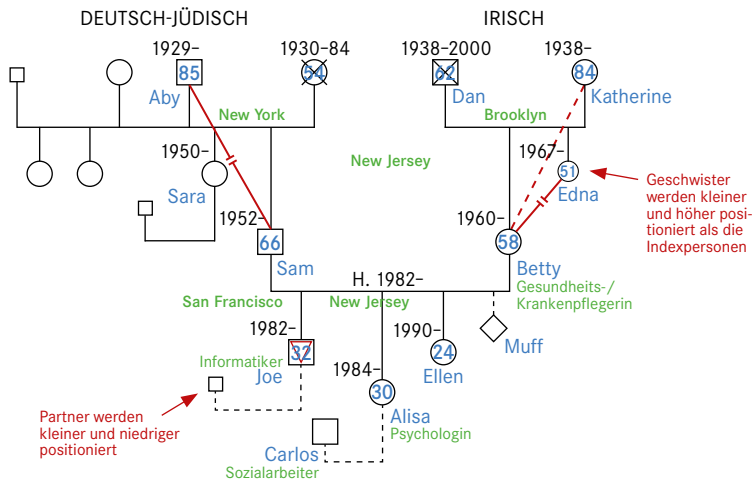 DEUTSCH-JÜDISCH
IRISCH
1929–
1930–84
1938–2000
1938–
85
54
62
84
Aby
Dan
Katherine
New York
Brooklyn
1950–
New Jersey
1967–
51
Sara
Edna
Geschwister
werden kleiner
und höher posi-
tioniert als die
Indexpersonen
1952–
1960–
66
58
Sam
Betty
H. 1982–
Gesundheits-/
Krankenpflegerin
San Francisco
New Jersey
1982–
1990–
Muff
32
24
Informatiker
Joe
1984–
Ellen
30
Partner werden
kleiner und niedriger
positioniert
Alisa
Psychologin
Carlos
Sozialarbeiter